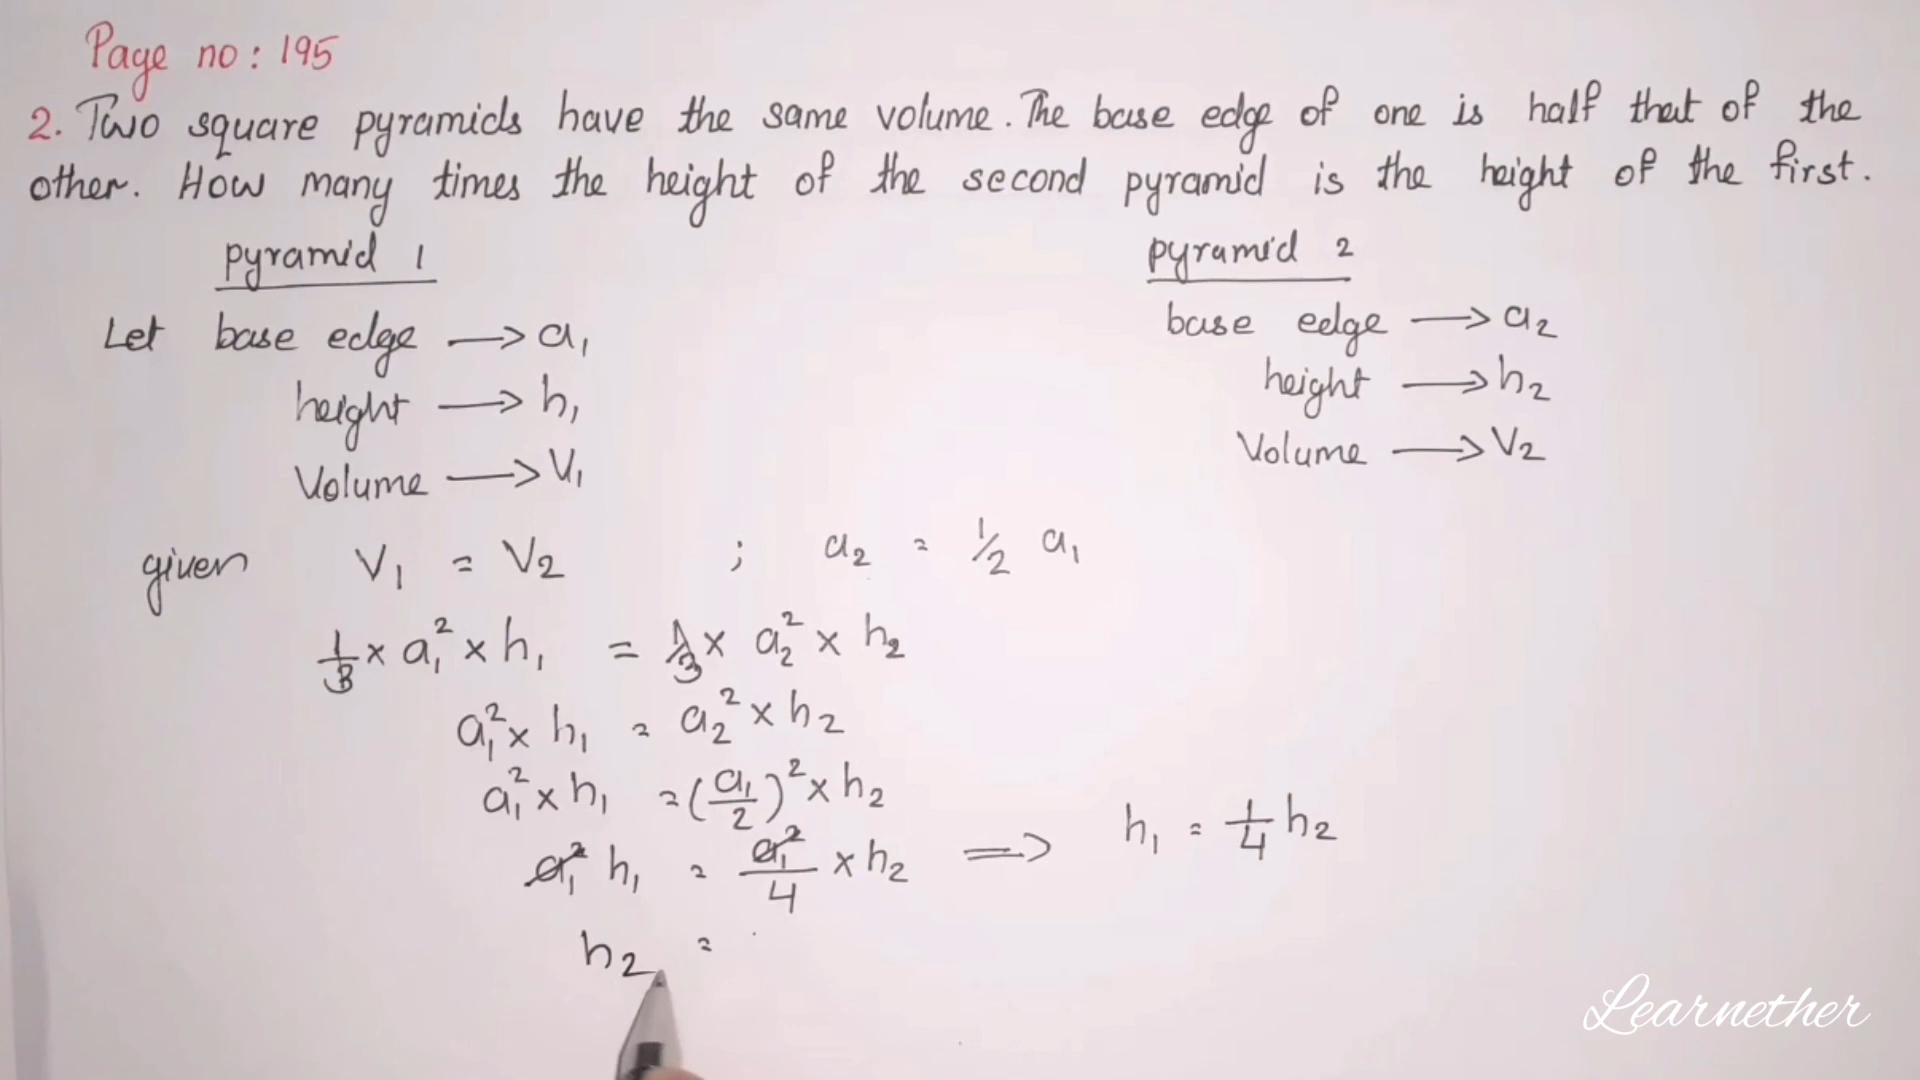 Page no: 195
2. Two square pyramids have the same volume. The base edge of one is half that of the
other. How many times the height of the second pyramid is the height of the first.
pyramid 1 pyramid 2
Let base edge → a₁ base edge → a₂
height → h₁ height → h₂
Volume → V₁ Volume → V₂
given V₁ = V₂ ; a₂ = 1/2 a₁
1/3 × a₁² × h₁ = 1/3 × a₂² × h₂
a₁² × h₁ = a₂² × h₂
a₁² × h₁ = (a₁/2)² × h₂
a₁² h₁ = a₁²/4 × h₂ ⟹ h₁ = 1/4 h₂
h₂ =
Learnether